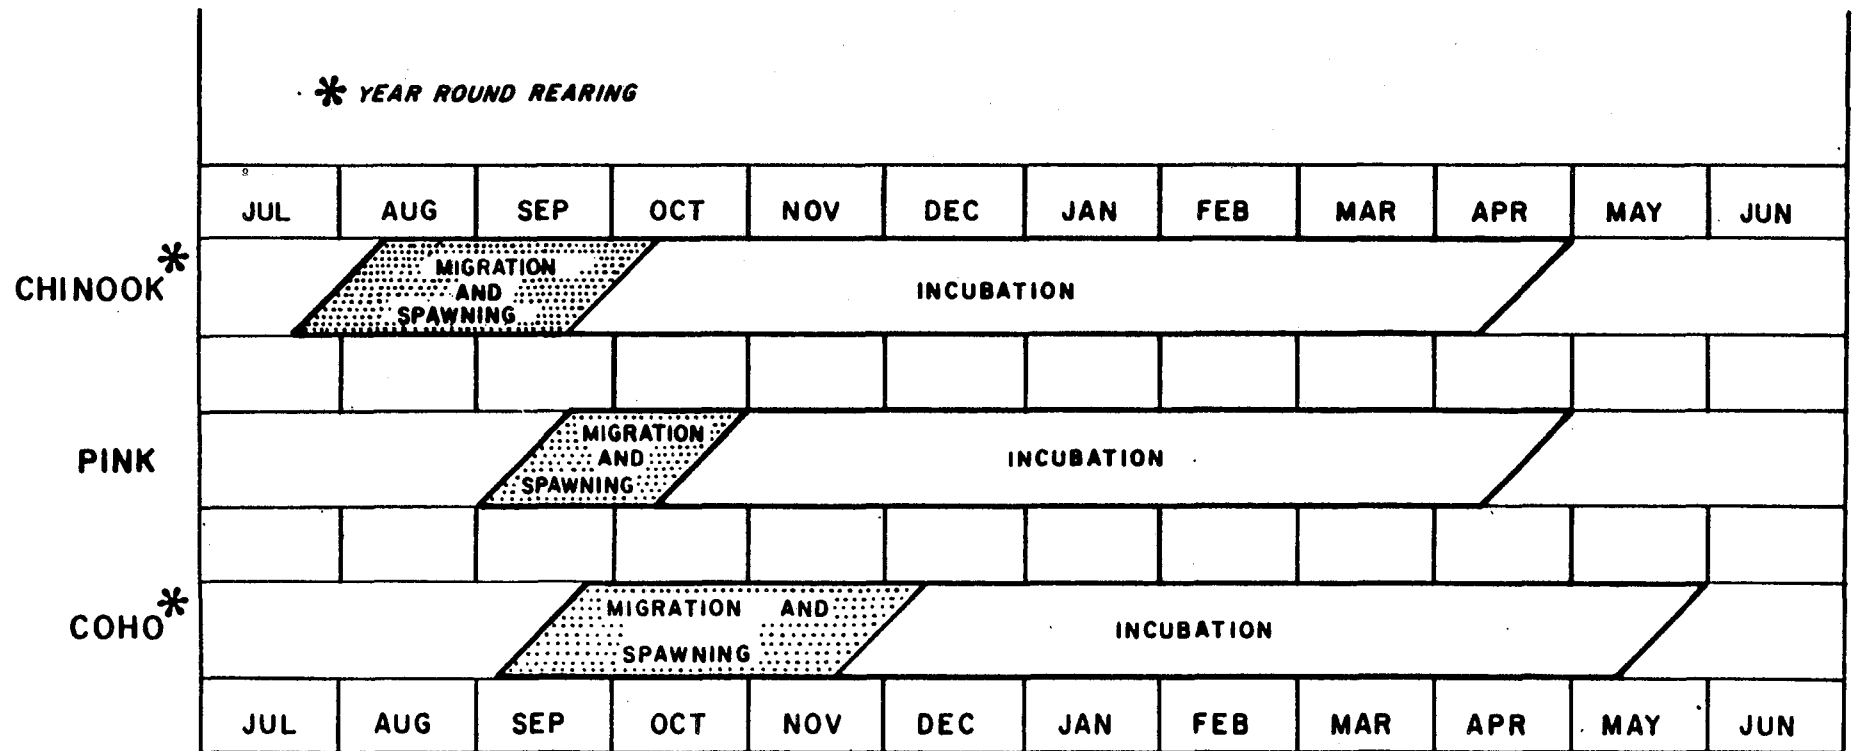 * YEAR ROUND REARING
JUL AUG SEP OCT NOV DEC JAN FEB MAR APR MAY JUN
CHINOOK*
MIGRATION
AND
SPAWNING
INCUBATION
PINK
MIGRATION
AND
SPAWNING
INCUBATION
COHO*
MIGRATION AND
SPAWNING
INCUBATION
JUL AUG SEP OCT NOV DEC JAN FEB MAR APR MAY JUN